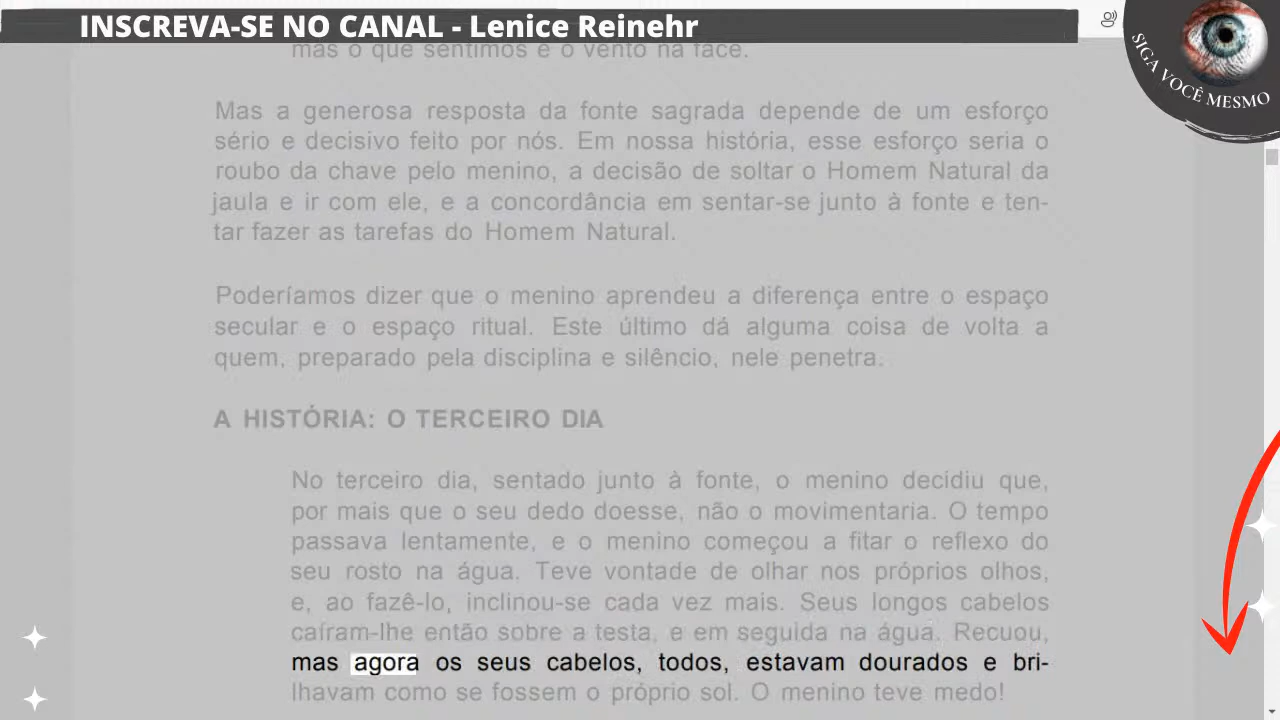 INSCREVA-SE NO CANAL - Lenice Reinehr
SIGA VOCÊ MESMO
mas o que sentimos é o vento na face.
Mas a generosa resposta da fonte sagrada depende de um esforço
sério e decisivo feito por nós. Em nossa história, esse esforço seria o
roubo da chave pelo menino, a decisão de soltar o Homem Natural da
jaula e ir com ele, e a concordância em sentar-se junto à fonte e ten-
tar fazer as tarefas do Homem Natural.
Poderíamos dizer que o menino aprendeu a diferença entre o espaço
secular e o espaço ritual. Este último dá alguma coisa de volta a
quem, preparado pela disciplina e silêncio, nele penetra.
A HISTÓRIA: O TERCEIRO DIA
No terceiro dia, sentado junto à fonte, o menino decidiu que,
por mais que o seu dedo doesse, não o movimentaria. O tempo
passava lentamente, e o menino começou a fitar o reflexo do
seu rosto na água. Teve vontade de olhar nos próprios olhos,
e, ao fazê-lo, inclinou-se cada vez mais. Seus longos cabelos
caíram-lhe então sobre a testa, e em seguida na água. Recuou,
mas agora os seus cabelos, todos, estavam dourados e bri-
lhavam como se fossem o próprio sol. O menino teve medo!